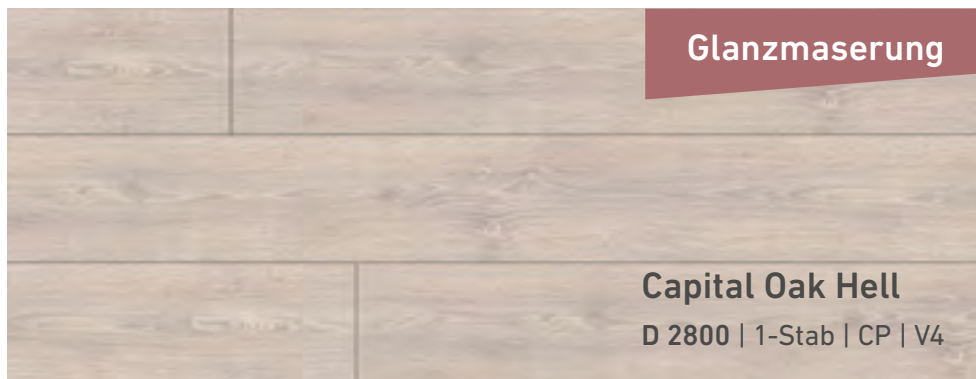 Glanzmaserung
Capital Oak Hell
D 2800 | 1-Stab | CP | V4